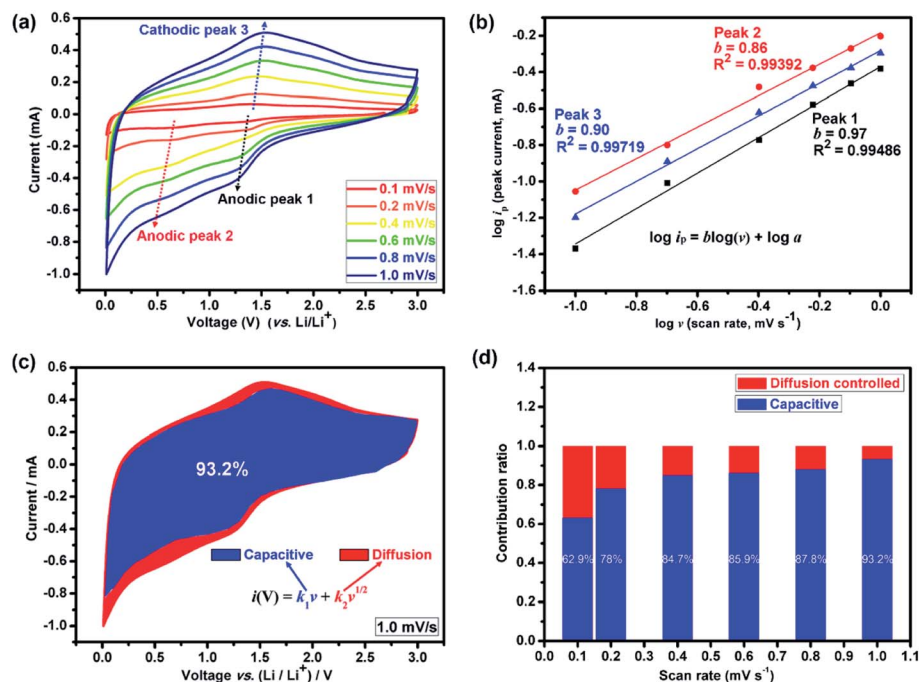 (a)
Cathodic peak 3
Anodic peak 1
Anodic peak 2
0.1 mV/s
0.2 mV/s
0.4 mV/s
0.6 mV/s
0.8 mV/s
1.0 mV/s
Current (mA)
0.6
0.4
0.2
0.0
-0.2
-0.4
-0.6
-0.8
-1.0
0.0 0.5 1.0 1.5 2.0 2.5 3.0
Voltage (V) (vs. Li/Li⁺)
(b)
Peak 2
b = 0.86
R² = 0.99392
Peak 3
b = 0.90
R² = 0.99719
Peak 1
b = 0.97
R² = 0.99486
log iₚ = blog(v) + log a
log iₚ (peak current, mA)
0.0
-0.4
-0.8
-1.2
-1.6
-1.0 -0.8 -0.6 -0.4 -0.2 0.0
log v (scan rate, mV s⁻¹)
(c)
93.2%
Capacitive Diffusion
i(V) = k₁v + k₂v^1/2
1.0 mV/s
Current / mA
0.6
0.4
0.2
0.0
-0.2
-0.4
-0.6
-0.8
-1.0
0.0 0.5 1.0 1.5 2.0 2.5 3.0
Voltage vs. (Li / Li⁺) / V
(d)
Diffusion controlled
Capacitive
62.9% 78% 84.7% 85.9% 87.8% 93.2%
Contribution ratio
1.4
1.2
1.0
0.8
0.6
0.4
0.2
0.0
0.0 0.1 0.2 0.3 0.4 0.5 0.6 0.7 0.8 0.9 1.0 1.1
Scan rate (mV s⁻¹)